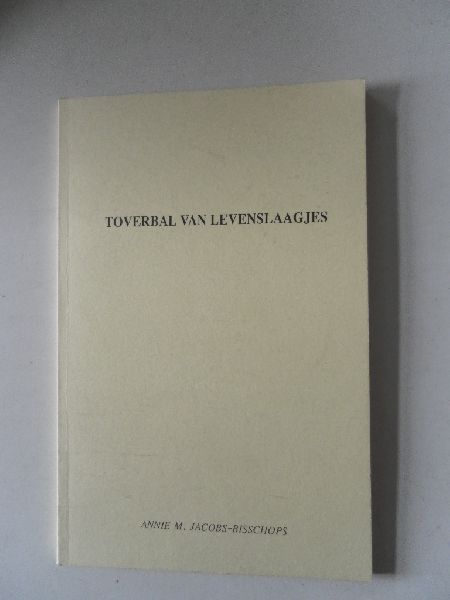 TOVERBAL VAN LEVENSLAAGJES
ANNIE M. JACOBS-BISSCHOPS